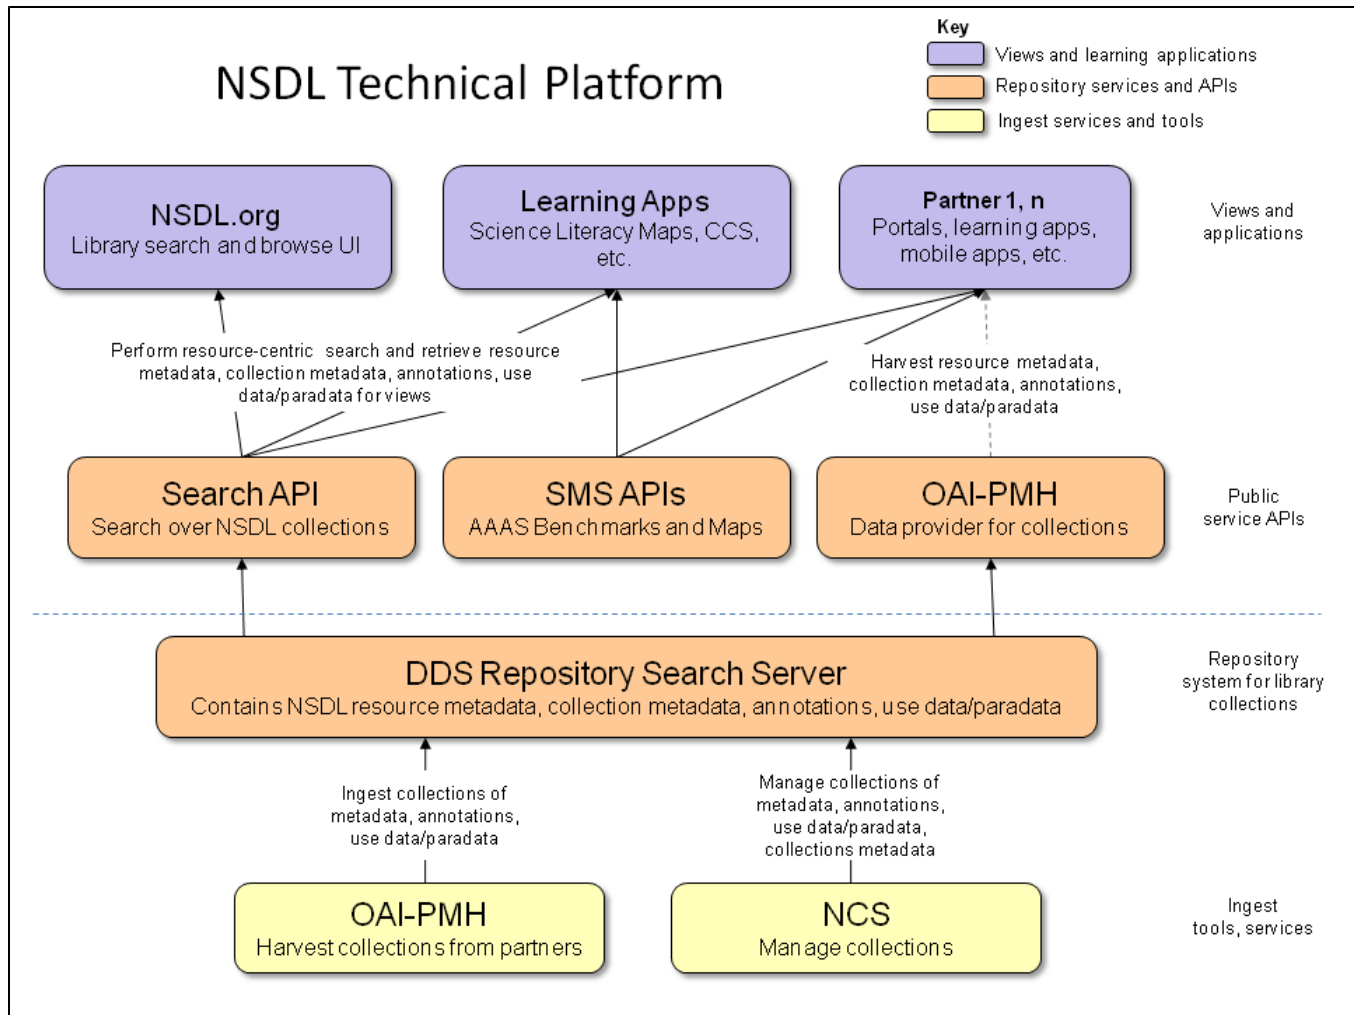 Key
Views and learning applications
Repository services and APIs
Ingest services and tools
NSDL Technical Platform
NSDL.org
Library search and browse UI
Learning Apps
Science Literacy Maps, CCS,
etc.
Partner 1, n
Portals, learning apps,
mobile apps, etc.
Views and
applications
Perform resource-centric search and retrieve resource
metadata, collection metadata, annotations, use
data/paradata for views
Harvest resource metadata,
collection metadata, annotations,
use data/paradata
Search API
Search over NSDL collections
SMS APIs
AAAS Benchmarks and Maps
OAI-PMH
Data provider for collections
Public
service APIs
DDS Repository Search Server
Contains NSDL resource metadata, collection metadata, annotations, use data/paradata
Repository
system for library
collections
Ingest collections of
metadata, annotations,
use data/paradata
Manage collections of
metadata, annotations,
use data/paradata,
collections metadata
OAI-PMH
Harvest collections from partners
NCS
Manage collections
Ingest
tools, services